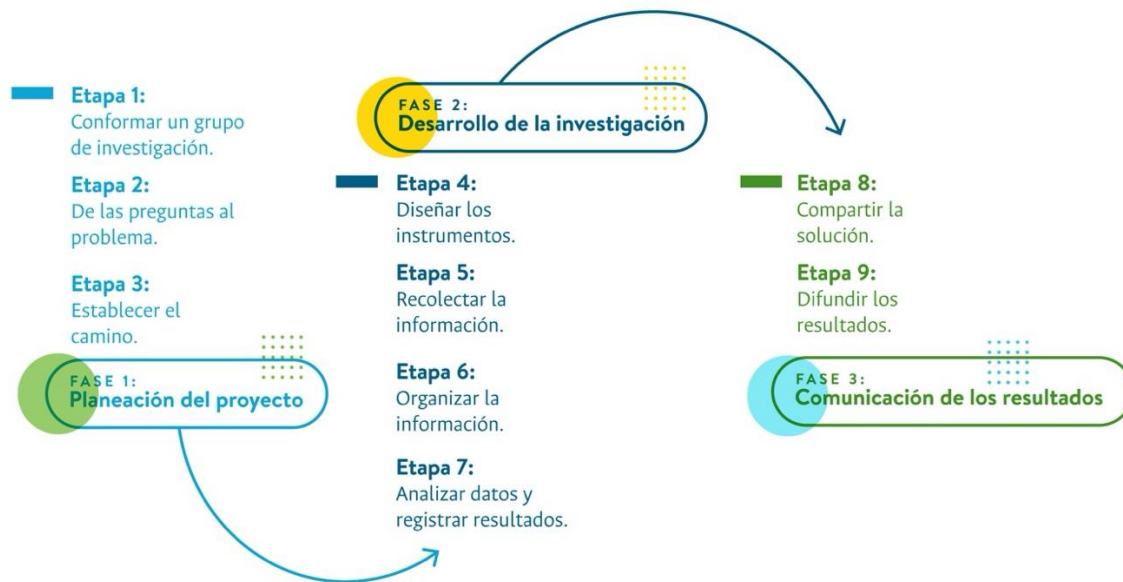 Etapa 1:
Conformar un grupo
de investigación.
Etapa 2:
De las preguntas al
problema.
Etapa 3:
Establecer el
camino.
FASE 1:
Planeación del proyecto
FASE 2:
Desarrollo de la investigación
Etapa 4:
Diseñar los
instrumentos.
Etapa 5:
Recolectar la
información.
Etapa 6:
Organizar la
información.
Etapa 7:
Analizar datos y
registrar resultados.
Etapa 8:
Compartir la
solución.
Etapa 9:
Difundir los
resultados.
FASE 3:
Comunicación de los resultados